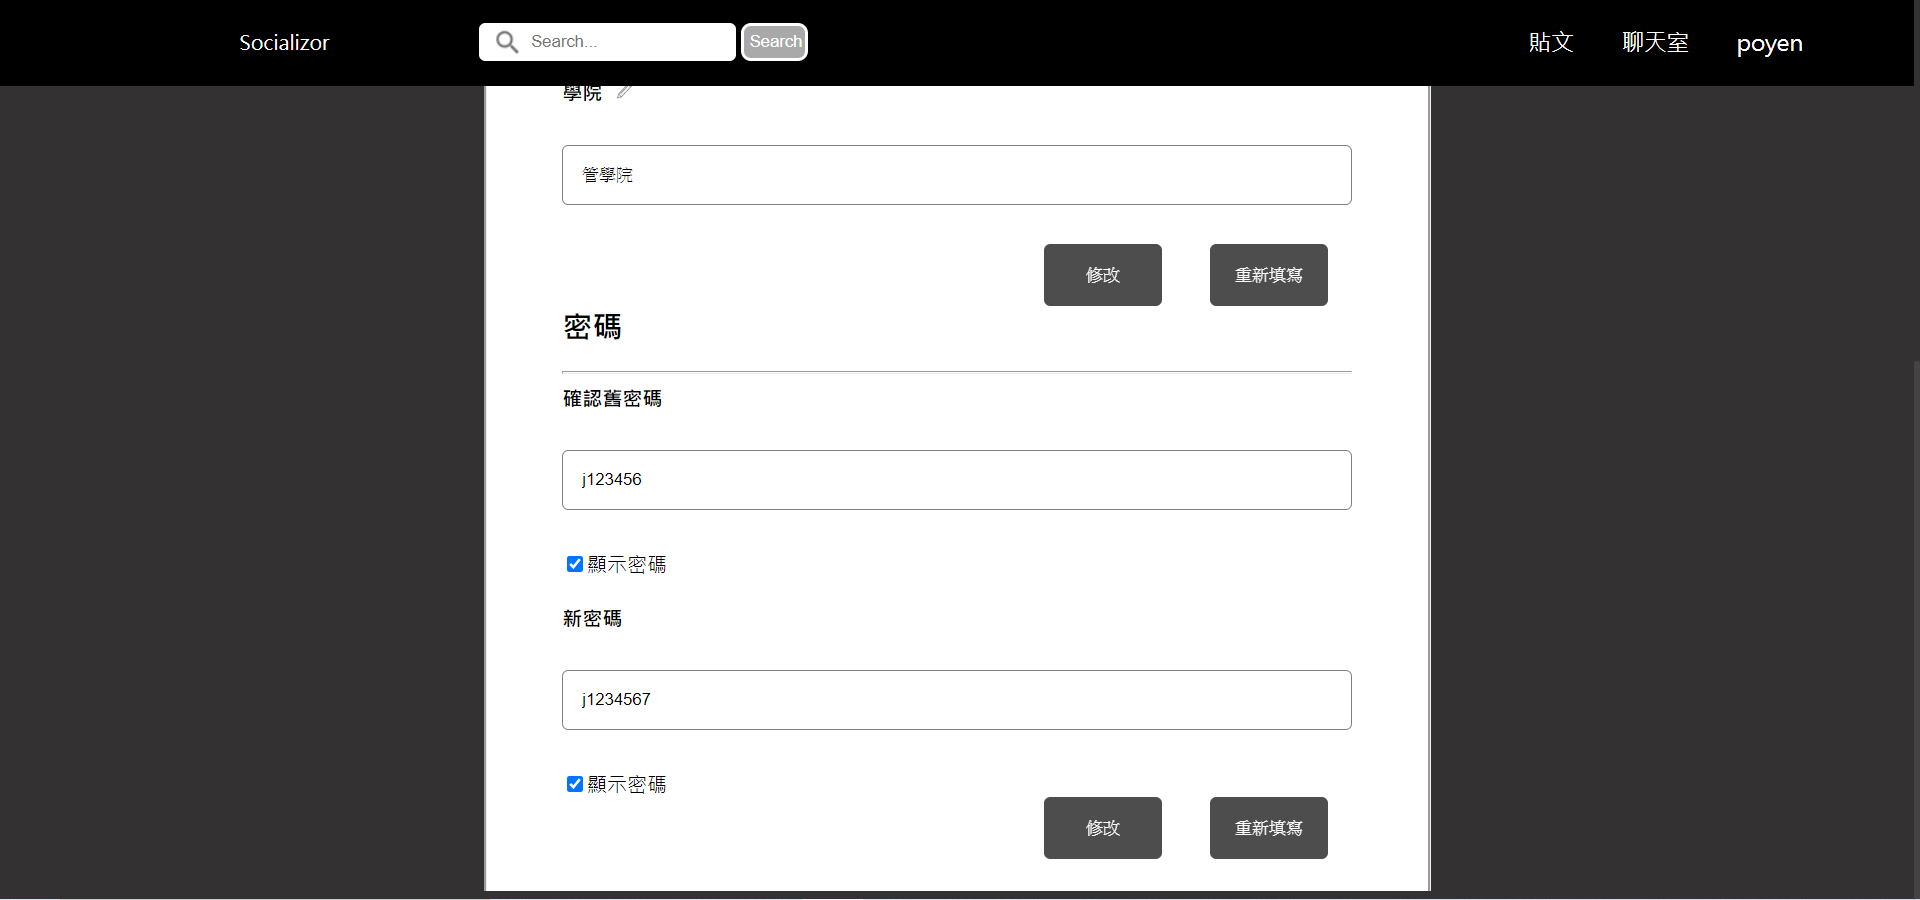 Socializor
Search...
Search
貼文
聊天室
poyen
學院
管學院
修改
重新填寫
密碼
確認舊密碼
j123456
顯示密碼
新密碼
j1234567
顯示密碼
修改
重新填寫